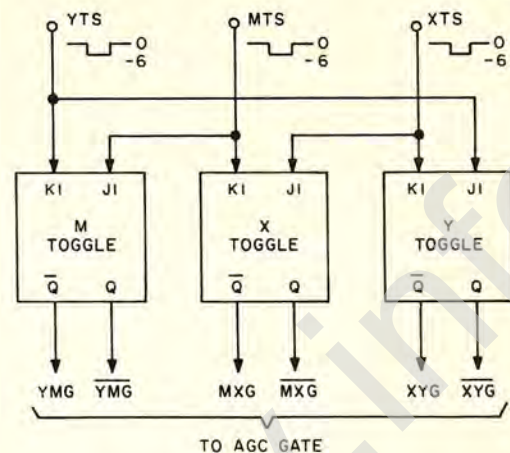 YTS MTS XTS
0 0 0
-6 -6 -6
KI JI KI JI KI JI
M X Y
TOGGLE TOGGLE TOGGLE
Q̅ Q Q̅ Q Q̅ Q
YMG Y̅M̅G̅ MXG M̅X̅G̅ XYG X̅Y̅G̅
TO AGC GATE